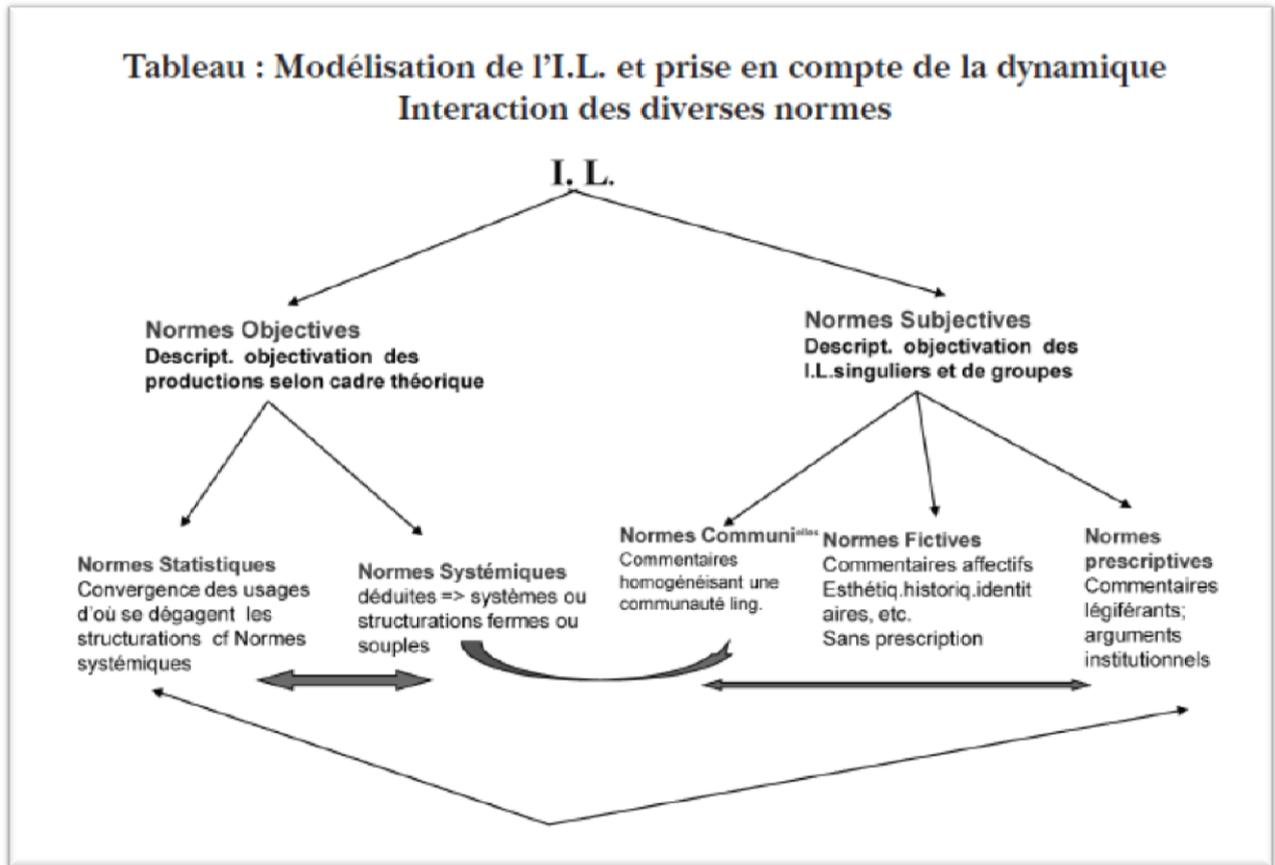 Tableau : Modélisation de l'I.L. et prise en compte de la dynamique
Interaction des diverses normes
I. L.
Normes Objectives
Descript. objectivation des
productions selon cadre théorique
Normes Subjectives
Descript. objectivation des
I.L.singuliers et de groupes
Normes Statistiques
Convergence des usages
d'où se dégagent les
structurations cf Normes
systémiques
Normes Systémiques
déduites => systèmes ou
structurations fermes ou
souples
Normes Communielles
Commentaires
homogénéisant une
communauté ling.
Normes Fictives
Commentaires affectifs
Esthétiq.historiq.identit
aires, etc.
Sans prescription
Normes
prescriptives
Commentaires
légiférants;
arguments
institutionnels